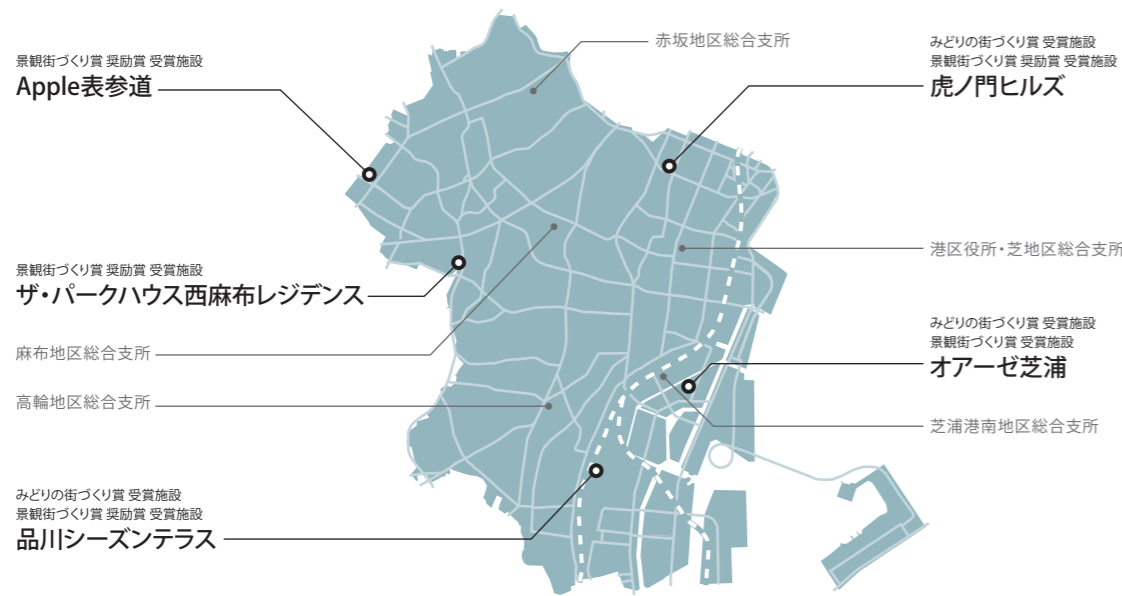 景観街づくり賞 奨励賞 受賞施設
Apple表参道
赤坂地区総合支所
みどりの街づくり賞 受賞施設
景観街づくり賞 奨励賞 受賞施設
虎ノ門ヒルズ
港区役所・芝地区総合支所
景観街づくり賞 奨励賞 受賞施設
ザ・パークハウス西麻布レジデンス
麻布地区総合支所
高輪地区総合支所
みどりの街づくり賞 受賞施設
景観街づくり賞 受賞施設
オアーゼ芝浦
芝浦港南地区総合支所
みどりの街づくり賞 受賞施設
景観街づくり賞 奨励賞 受賞施設
品川シーズンテラス